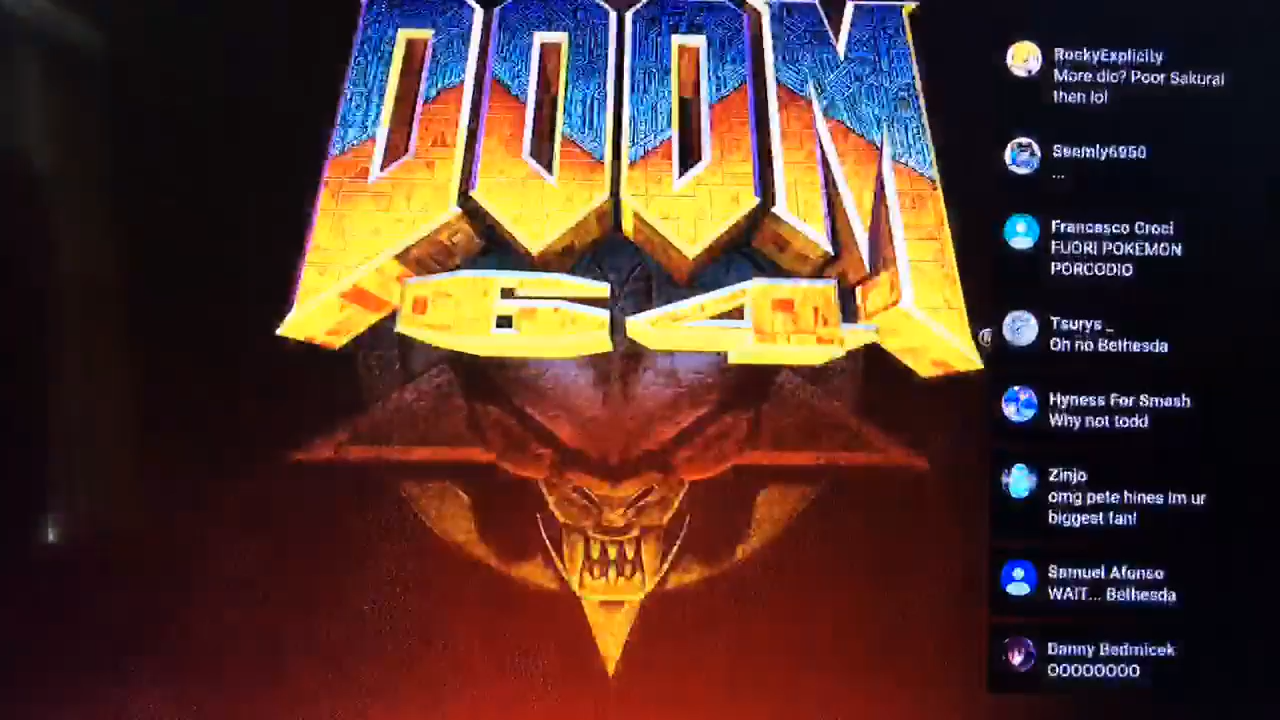 DOOM
64
®
RockyExplicity
More dlc? Poor Sakurai
then lol
Seemly6950
...
Francesco Croci
FUORI POKÉMON
PORCODIO
Tsurys _
Oh no Bethesda
Hyness For Smash
Why not todd
Zinjo
omg pete hines im ur
biggest fan!
Samuel Afonso
WAIT... Bethesda
Danny Bedmicek
OOOOOOOO